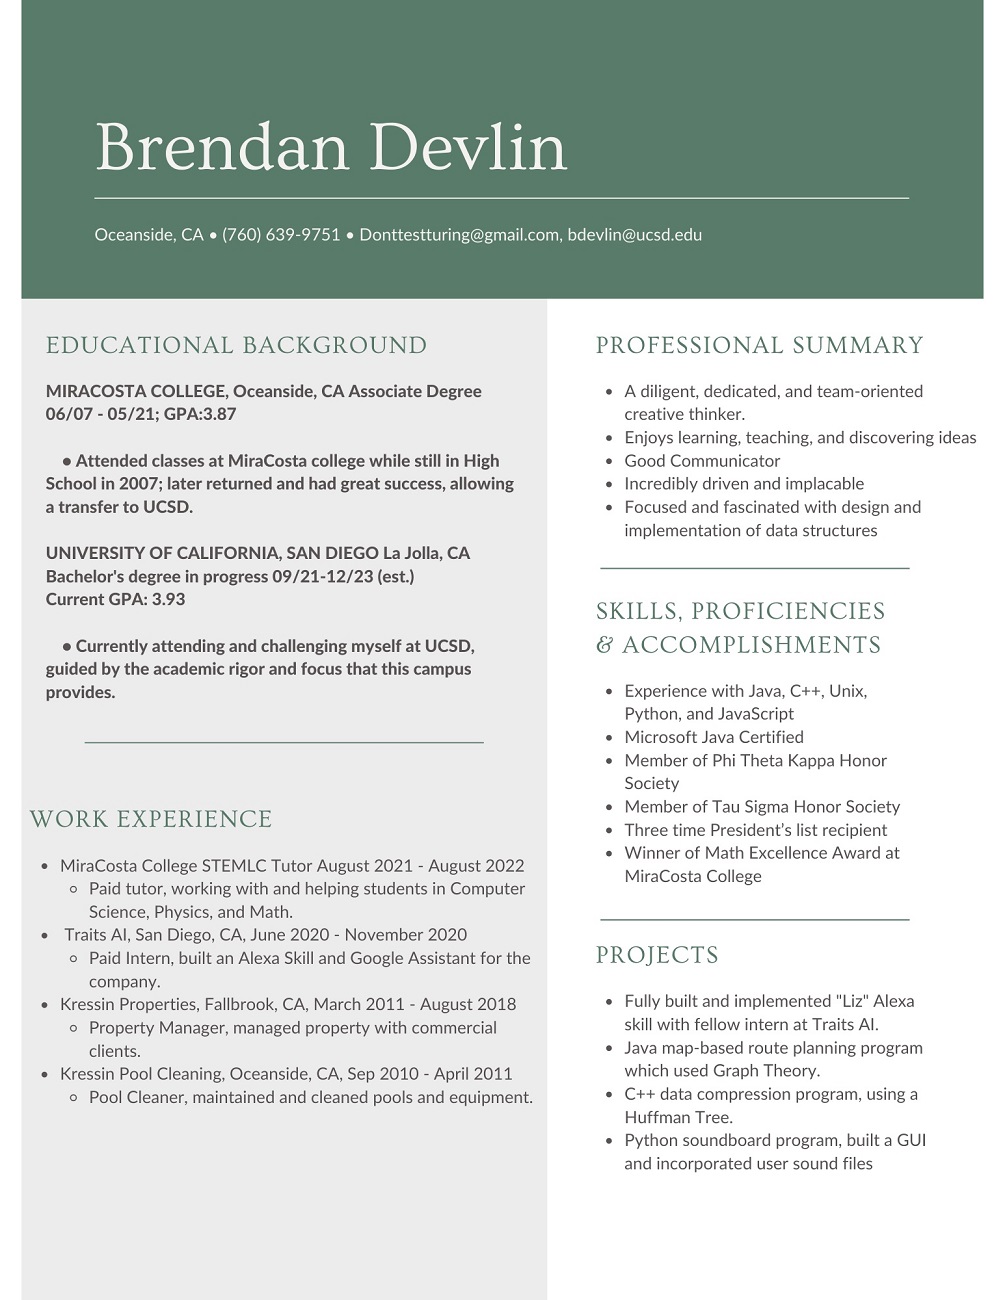 Brendan Devlin
Oceanside, CA • (760) 639-9751 • Donttestturing@gmail.com, bdevlin@ucsd.edu
EDUCATIONAL BACKGROUND
MIRACOSTA COLLEGE, Oceanside, CA Associate Degree
06/07 - 05/21; GPA:3.87
• Attended classes at MiraCosta college while still in High
School in 2007; later returned and had great success, allowing
a transfer to UCSD.
UNIVERSITY OF CALIFORNIA, SAN DIEGO La Jolla, CA
Bachelor's degree in progress 09/21-12/23 (est.)
Current GPA: 3.93
• Currently attending and challenging myself at UCSD,
guided by the academic rigor and focus that this campus
provides.
WORK EXPERIENCE
• MiraCosta College STEMLC Tutor August 2021 - August 2022
◦ Paid tutor, working with and helping students in Computer
Science, Physics, and Math.
• Traits AI, San Diego, CA, June 2020 - November 2020
◦ Paid Intern, built an Alexa Skill and Google Assistant for the
company.
• Kressin Properties, Fallbrook, CA, March 2011 - August 2018
◦ Property Manager, managed property with commercial
clients.
• Kressin Pool Cleaning, Oceanside, CA, Sep 2010 - April 2011
◦ Pool Cleaner, maintained and cleaned pools and equipment.
PROFESSIONAL SUMMARY
• A diligent, dedicated, and team-oriented
creative thinker.
• Enjoys learning, teaching, and discovering ideas
• Good Communicator
• Incredibly driven and implacable
• Focused and fascinated with design and
implementation of data structures
SKILLS, PROFICIENCIES
& ACCOMPLISHMENTS
• Experience with Java, C++, Unix,
Python, and JavaScript
• Microsoft Java Certified
• Member of Phi Theta Kappa Honor
Society
• Member of Tau Sigma Honor Society
• Three time President’s list recipient
• Winner of Math Excellence Award at
MiraCosta College
PROJECTS
• Fully built and implemented "Liz" Alexa
skill with fellow intern at Traits AI.
• Java map-based route planning program
which used Graph Theory.
• C++ data compression program, using a
Huffman Tree.
• Python soundboard program, built a GUI
and incorporated user sound files